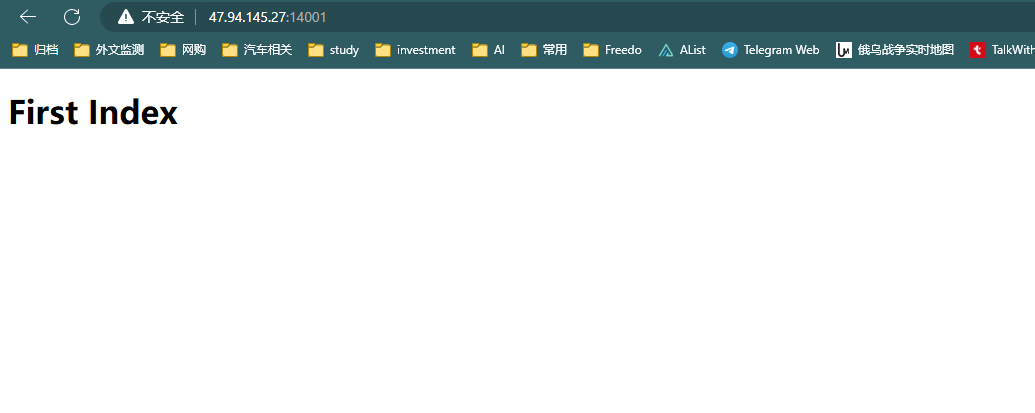 不安全 47.94.145.27:14001
归档 外文监测 网购 汽车相关 study investment AI 常用 Freedo AList Telegram Web 俄乌战争实时地图 TalkWith
First Index